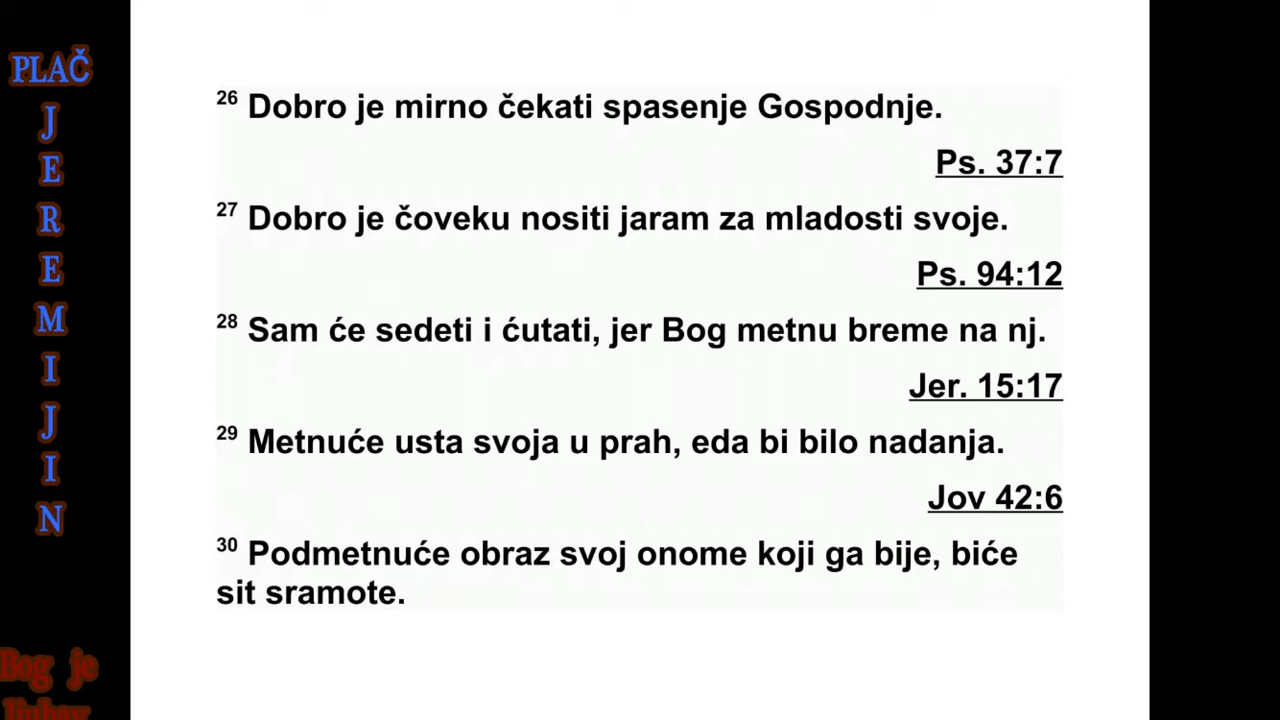 PLAČ
J
E
R
E
M
I
J
I
N
Bog je
ljubav
26 Dobro je mirno čekati spasenje Gospodnje.
Ps. 37:7
27 Dobro je čoveku nositi jaram za mladosti svoje.
Ps. 94:12
28 Sam će sedeti i ćutati, jer Bog metnu breme na nj.
Jer. 15:17
29 Metnuće usta svoja u prah, eda bi bilo nadanja.
Jov 42:6
30 Podmetnuće obraz svoj onome koji ga bije, biće
sit sramote.